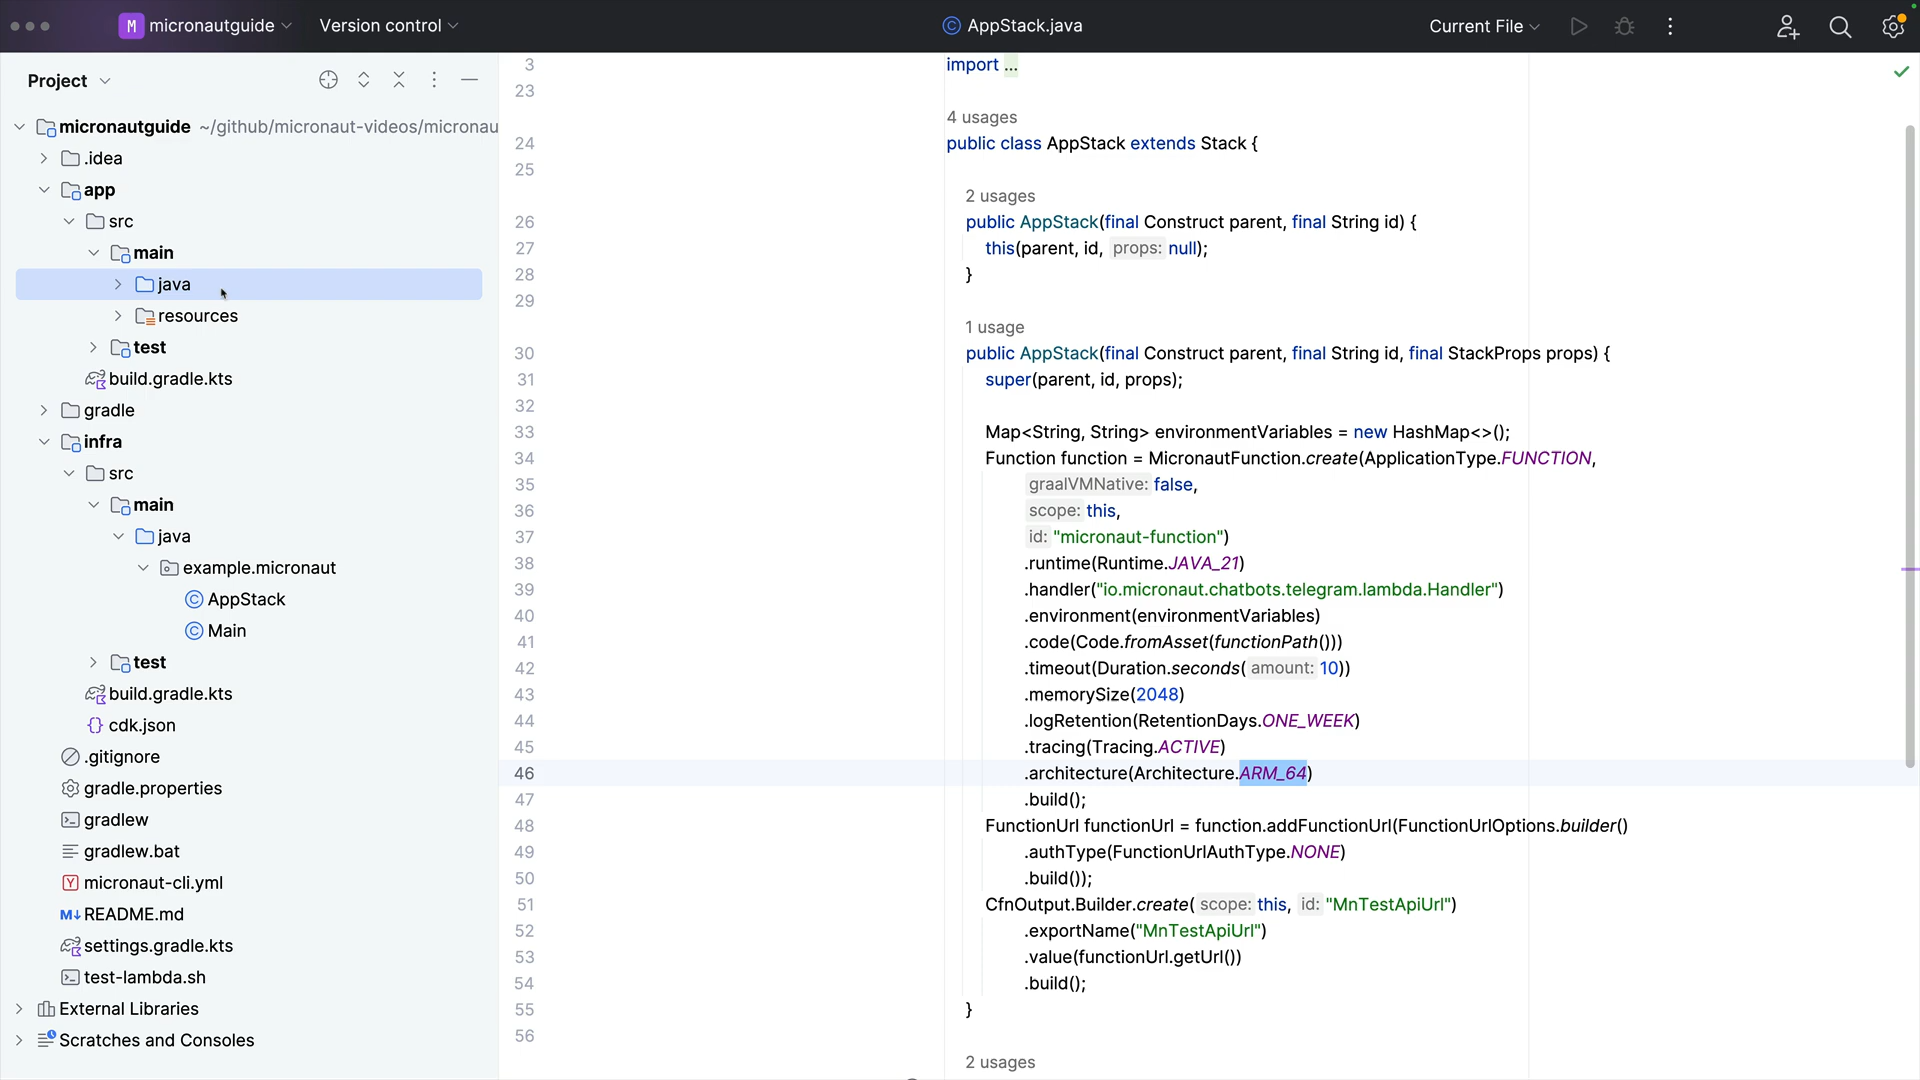 M micronautguide Version control AppStack.java Current File
Project
micronautguide ~/github/micronaut-videos/micronau
.idea
app
src
main
java
resources
test
build.gradle.kts
gradle
infra
src
main
java
example.micronaut
AppStack
Main
test
build.gradle.kts
cdk.json
.gitignore
gradle.properties
gradlew
gradlew.bat
micronaut-cli.yml
README.md
settings.gradle.kts
test-lambda.sh
External Libraries
Scratches and Consoles
3 import ...
23
4 usages
24 public class AppStack extends Stack {
25
2 usages
26 public AppStack(final Construct parent, final String id) {
27 this(parent, id, props: null);
28 }
29
1 usage
30 public AppStack(final Construct parent, final String id, final StackProps props) {
31 super(parent, id, props);
32
33 Map<String, String> environmentVariables = new HashMap<>();
34 Function function = MicronautFunction.create(ApplicationType.FUNCTION,
35 graalVMNative: false,
36 scope: this,
37 id: "micronaut-function")
38 .runtime(Runtime.JAVA_21)
39 .handler("io.micronaut.chatbots.telegram.lambda.Handler")
40 .environment(environmentVariables)
41 .code(Code.fromAsset(functionPath()))
42 .timeout(Duration.seconds( amount: 10))
43 .memorySize(2048)
44 .logRetention(RetentionDays.ONE_WEEK)
45 .tracing(Tracing.ACTIVE)
46 .architecture(Architecture.ARM_64)
47 .build();
48 FunctionUrl functionUrl = function.addFunctionUrl(FunctionUrlOptions.builder()
49 .authType(FunctionUrlAuthType.NONE)
50 .build());
51 CfnOutput.Builder.create( scope: this, id: "MnTestApiUrl")
52 .exportName("MnTestApiUrl")
53 .value(functionUrl.getUrl())
54 .build();
55 }
56
2 usages